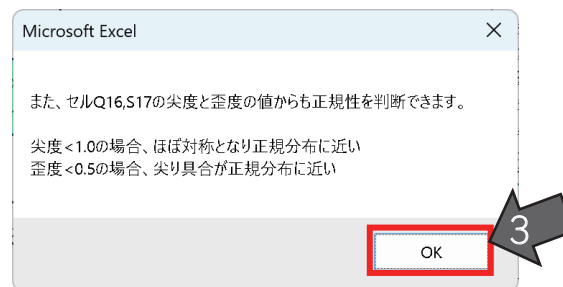 Microsoft Excel
また、セルQ16,S17の尖度と歪度の値からも正規性を判断できます。
尖度<1.0の場合、ほぼ対称となり正規分布に近い
歪度<0.5の場合、尖り具合が正規分布に近い
OK
3